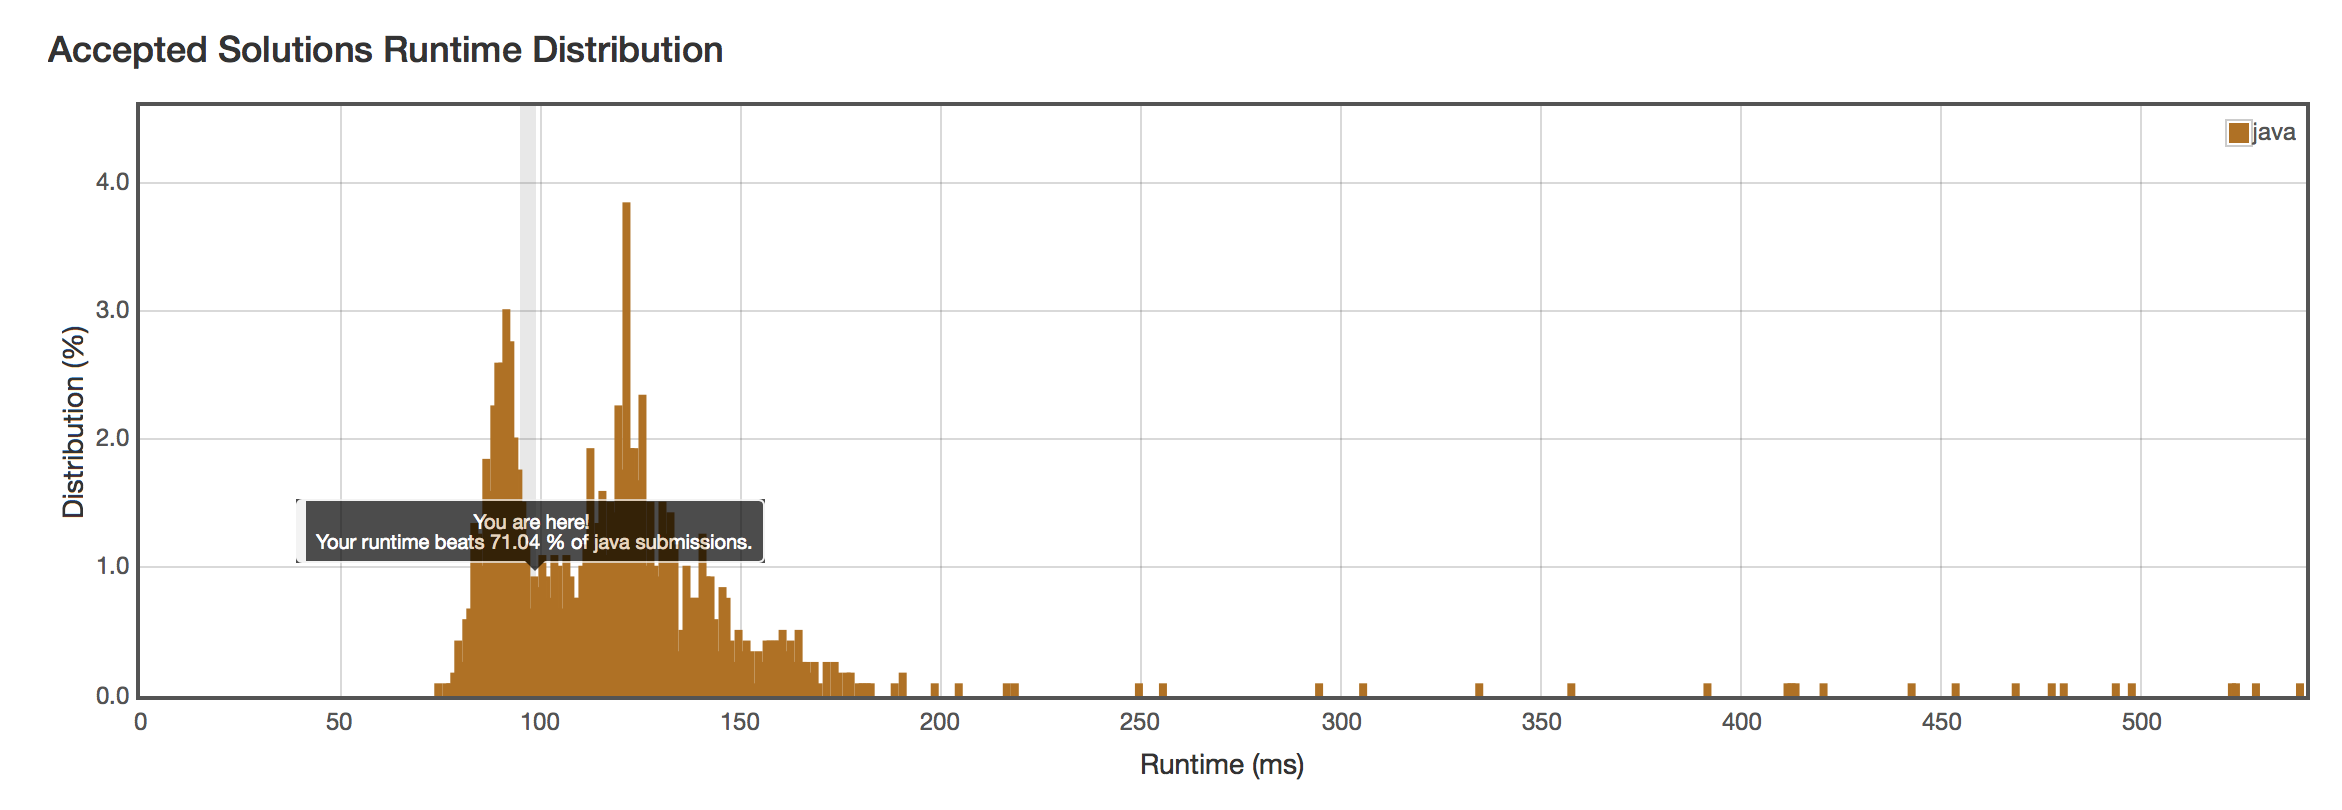 Accepted Solutions Runtime Distribution
java
4.0
3.0
2.0
1.0
0.0
Distribution (%)
You are here!
Your runtime beats 71.04 % of java submissions.
0 50 100 150 200 250 300 350 400 450 500
Runtime (ms)